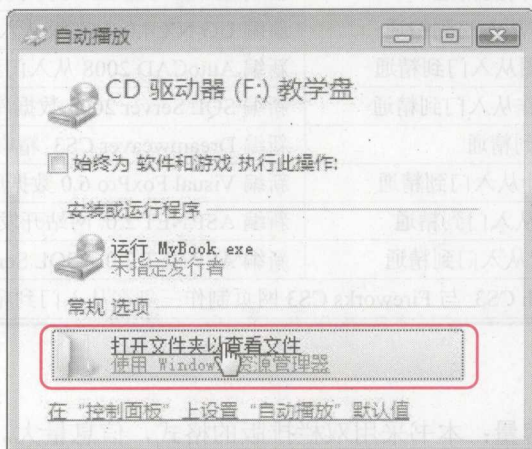 自动播放
CD 驱动器 (F:) 教学盘
始终为 软件和游戏 执行此操作:
安装或运行程序
运行 MyBook.exe
未指定发行者
常规 选项
打开文件夹以查看文件
使用 Windows 资源管理器
在 "控制面板" 上设置 "自动播放" 默认值